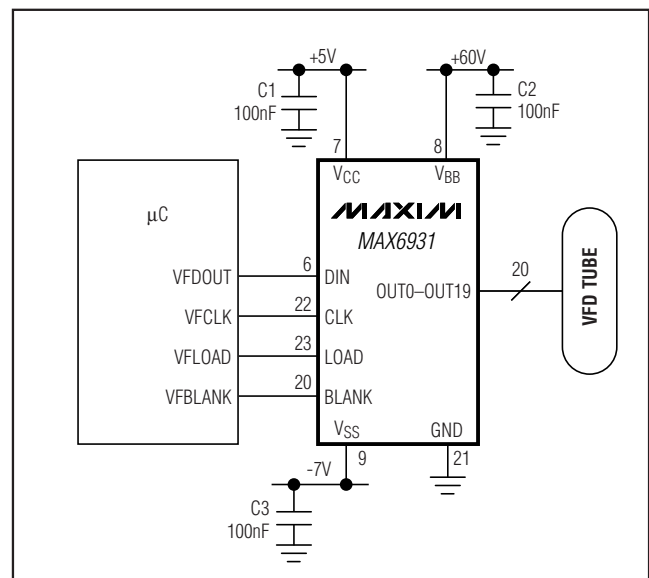 +5V
+60V
C1
100nF
C2
100nF
7
8
VCC
VBB
µC
MAXIM
MAX6931
VFDOUT
6
DIN
OUT0–OUT19
20
VFD TUBE
VFCLK
22
CLK
VFLOAD
23
LOAD
VFBLANK
20
BLANK
VSS
GND
9
21
-7V
C3
100nF